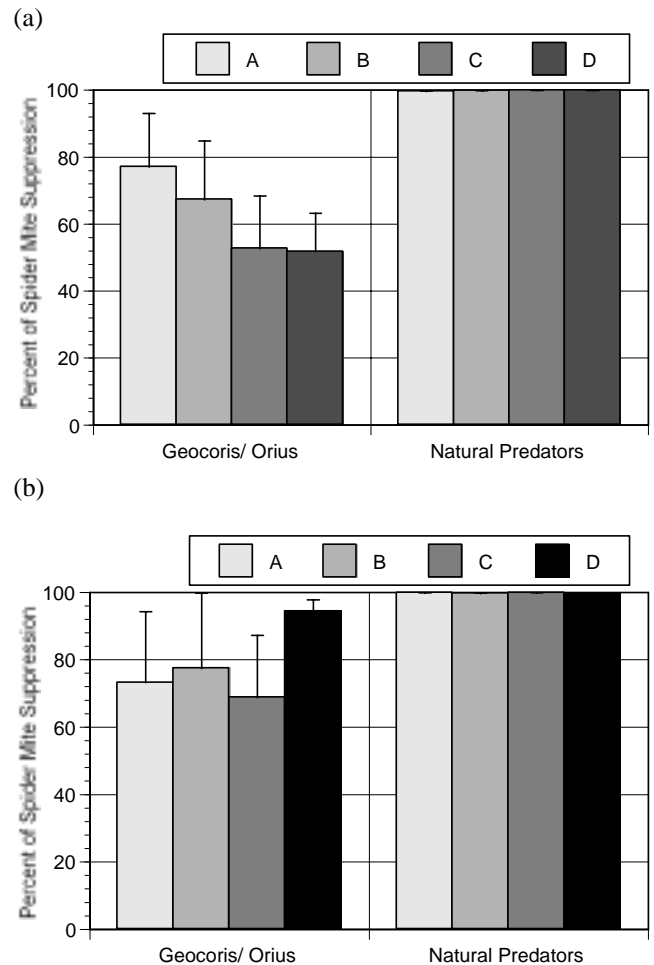 (a)
A B C D
100
80
60
40
20
0
Percent of Spider Mite Suppression
Geocoris/ Orius Natural Predators
(b)
A B C D
100
80
60
40
20
0
Percent of Spider Mite Suppression
Geocoris/ Orius Natural Predators